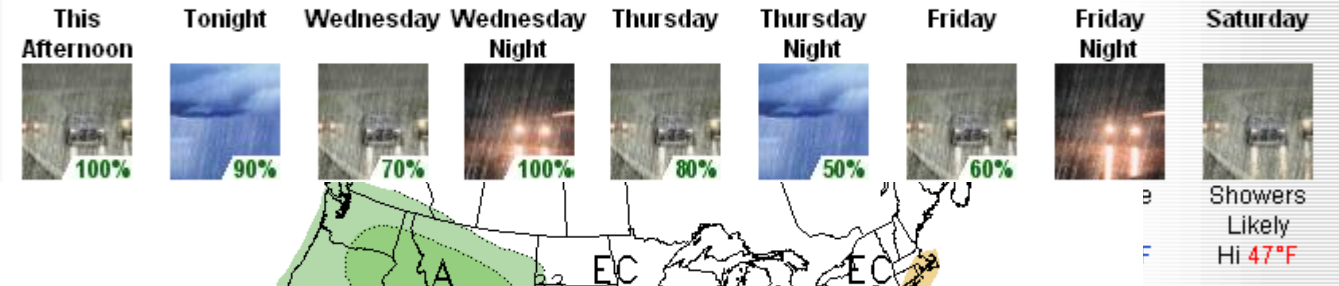 This Afternoon Tonight Wednesday Wednesday Night Thursday Thursday Night Friday Friday Night Saturday
100% 90% 70% 100% 80% 50% 60%
e Showers
Likely
F Hi 47°F
A EC EC